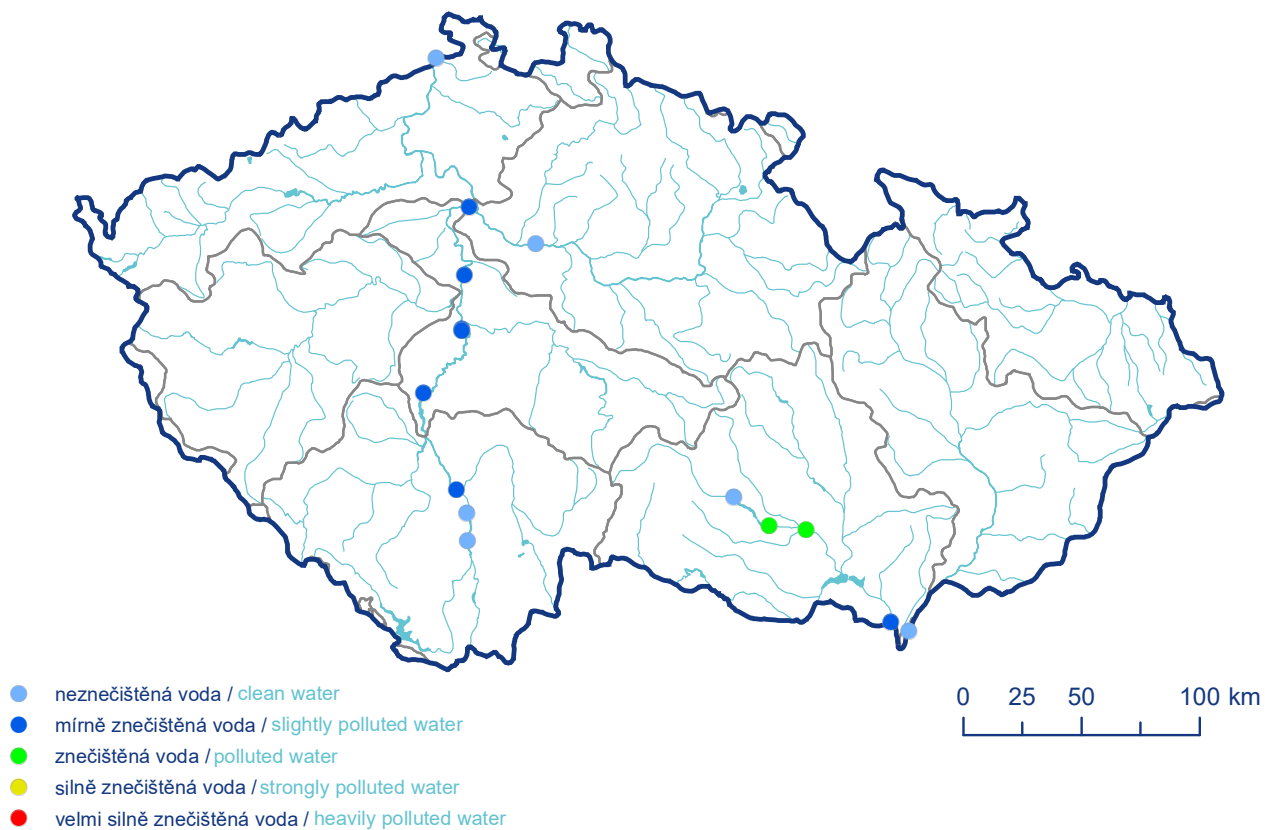 neznečištěná voda / clean water
mírně znečištěná voda / slightly polluted water
znečištěná voda / polluted water
silně znečištěná voda / strongly polluted water
velmi silně znečištěná voda / heavily polluted water
0 25 50 100 km